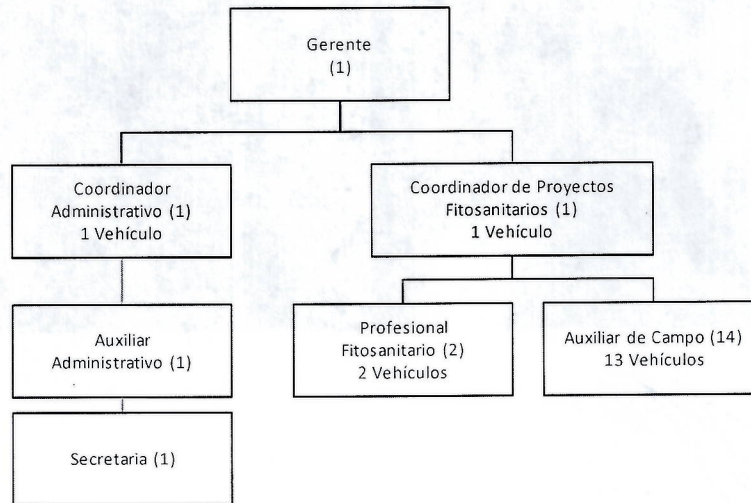 Gerente
(1)
Coordinador
Administrativo (1)
1 Vehículo
Coordinador de Proyectos
Fitosanitarios (1)
1 Vehículo
Auxiliar
Administrativo (1)
Profesional
Fitosanitario (2)
2 Vehículos
Auxiliar de Campo (14)
13 Vehículos
Secretaria (1)